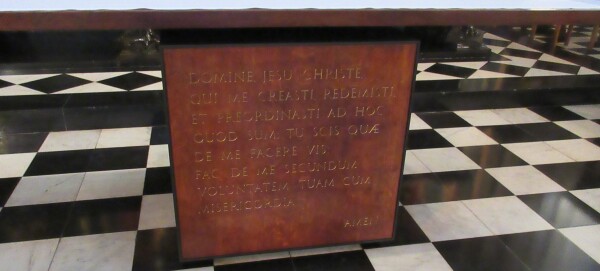 DOMINE JESU CHRISTE
QUI ME CREASTI, REDEMISTI,
ET PREORDINASTI AD HOC
QUOD SUM, TU SCIS QUÆ
DE ME FACERE VIS;
FAC DE ME SECUNDUM
VOLUNTATEM TUAM CUM
MISERICORDIA
AMEN